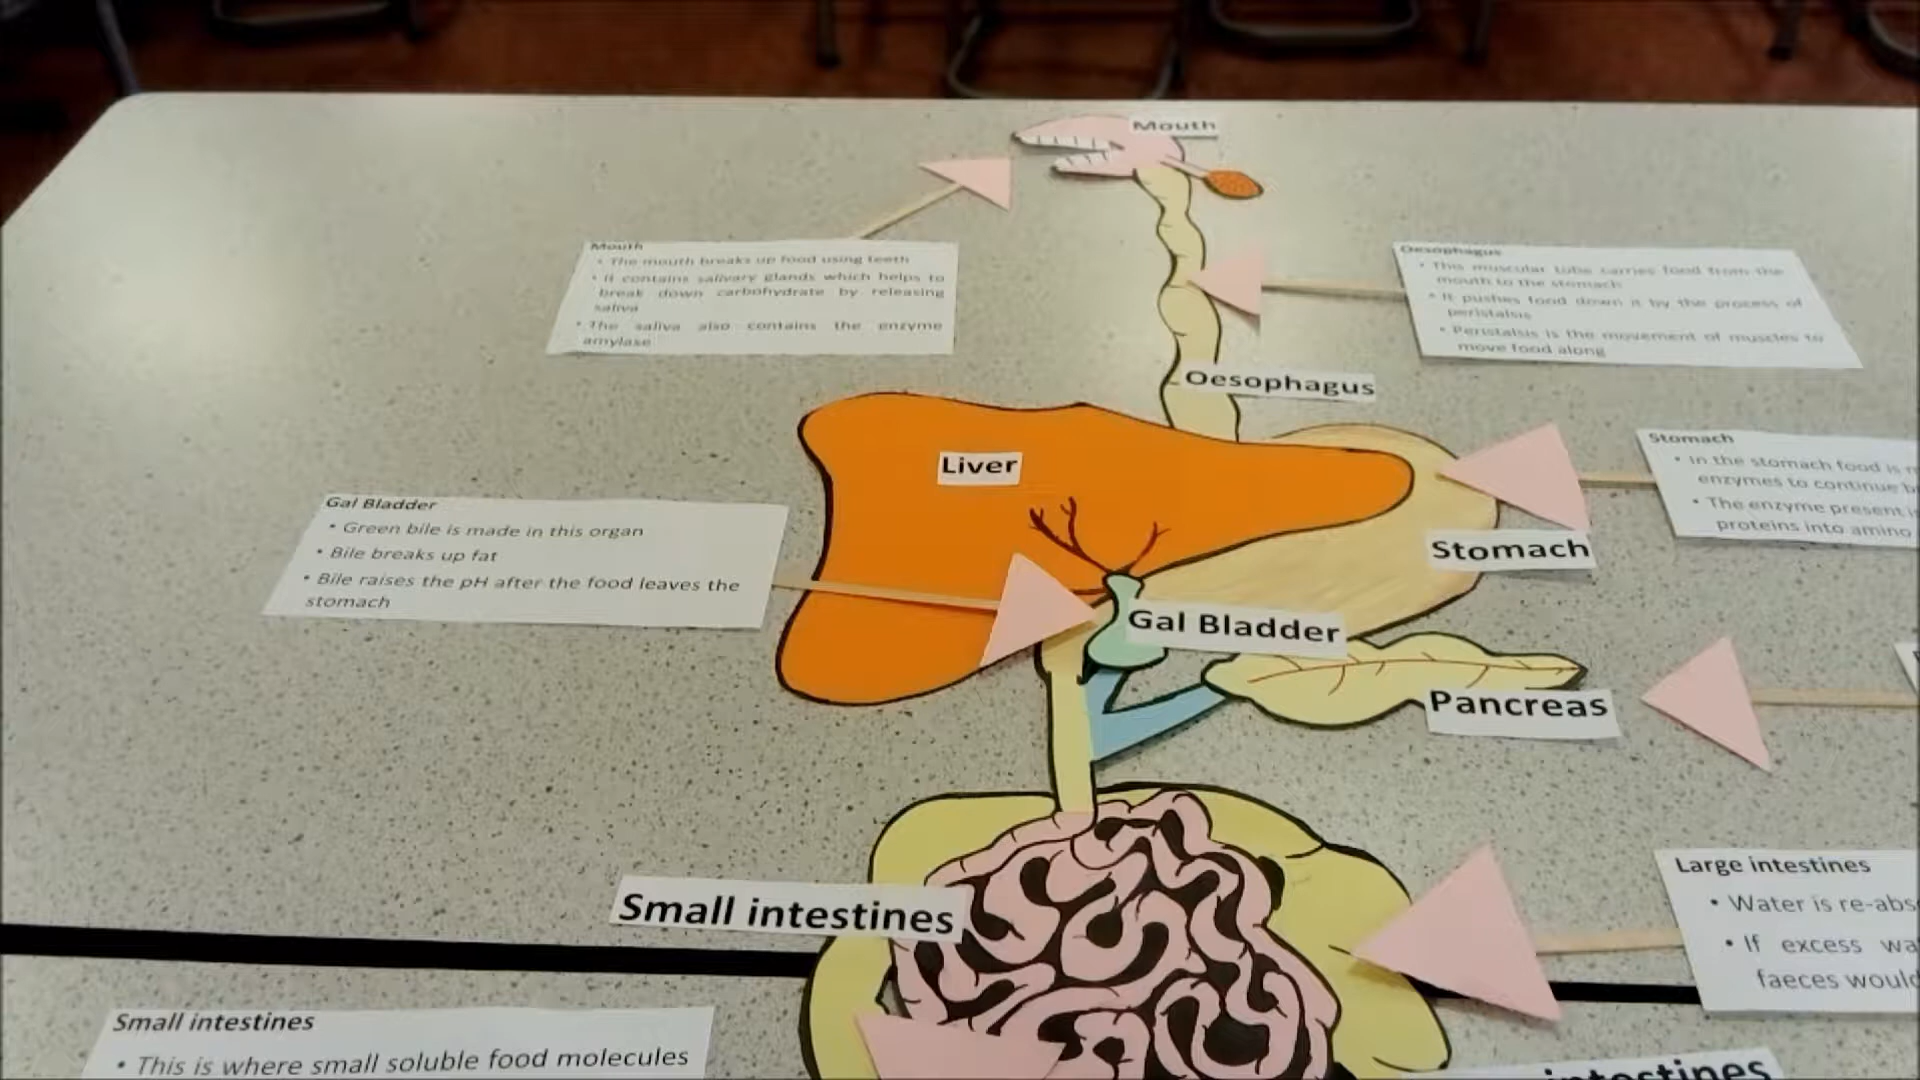 Mouth
Mouth
• The mouth breaks up food using teeth
• It contains salivary glands which helps to
break down carbohydrate by releasing
saliva
• The saliva also contains the enzyme
amylase
Oesophagus
• This muscular tube carries food from the
mouth to the stomach
• It pushes food down it by the process of
peristalsis
• Peristalsis is the movement of muscles to
move food along
Oesophagus
Liver
Stomach
• In the stomach food is
enzymes to continue
• The enzyme present
proteins into amino
Stomach
Gal Bladder
• Green bile is made in this organ
• Bile breaks up fat
• Bile raises the pH after the food leaves the
stomach
Gal Bladder
Pancreas
Large intestines
• Water is re-abs
• If excess wa
faeces would
Small intestines
Small intestines
• This is where small soluble food molecules
intestines